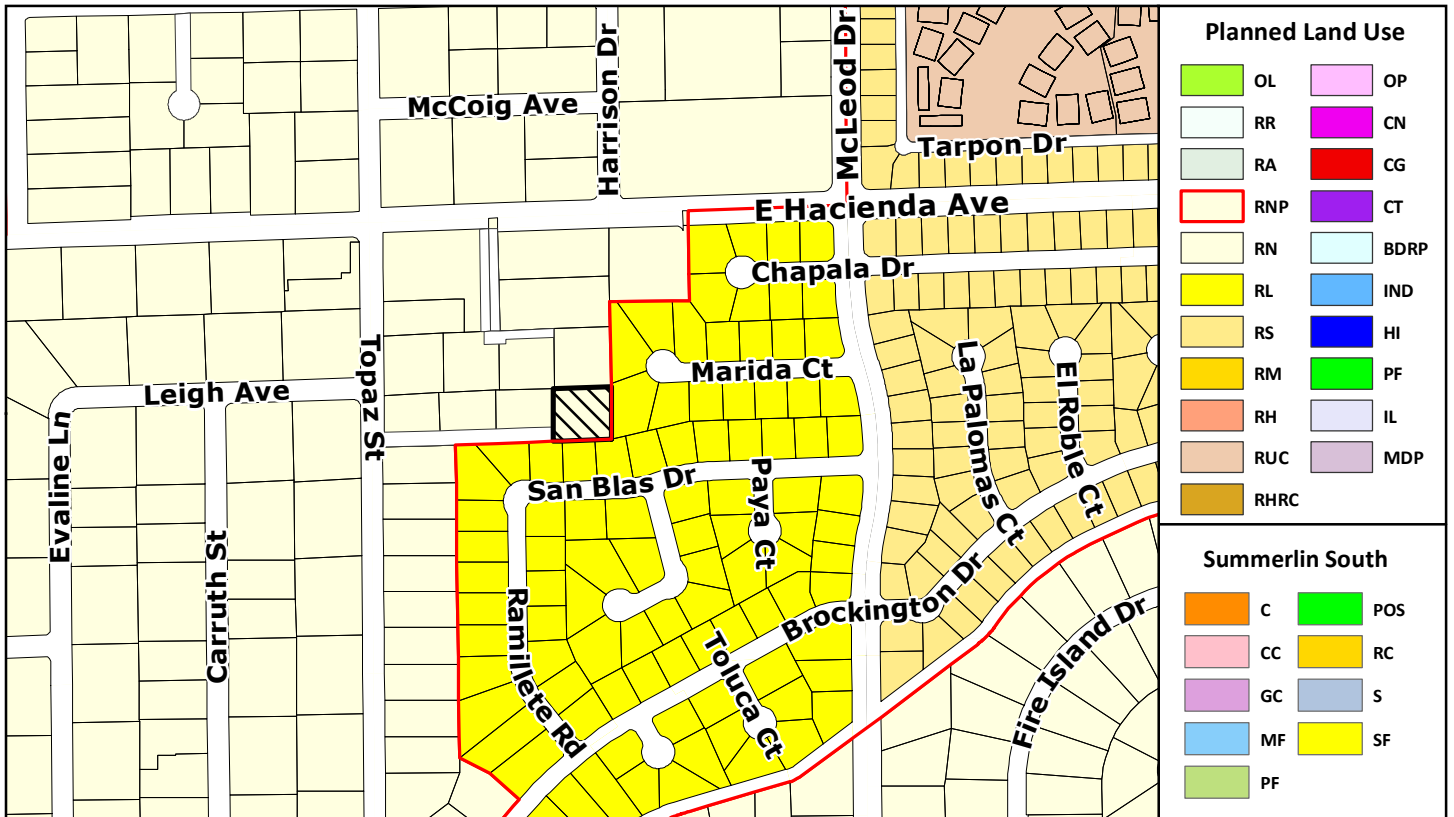 McCoig Ave
Harrison Dr
McLeod Dr
Tarpon Dr
E Hacienda Ave
Chapala Dr
Topaz St
Leigh Ave
Marida Ct
La Palomas Ct
El Roble Ct
Evaline Ln
San Blas Dr
Paya Ct
Carruth St
Ramillete Rd
Brockington Dr
Toluca Ct
Fire Island Dr
Planned Land Use
OL OP
RR CN
RA CG
RNP CT
RN BDRP
RL IND
RS HI
RM PF
RH IL
RUC MDP
RHRC
Summerlin South
C POS
CC RC
GC S
MF SF
PF